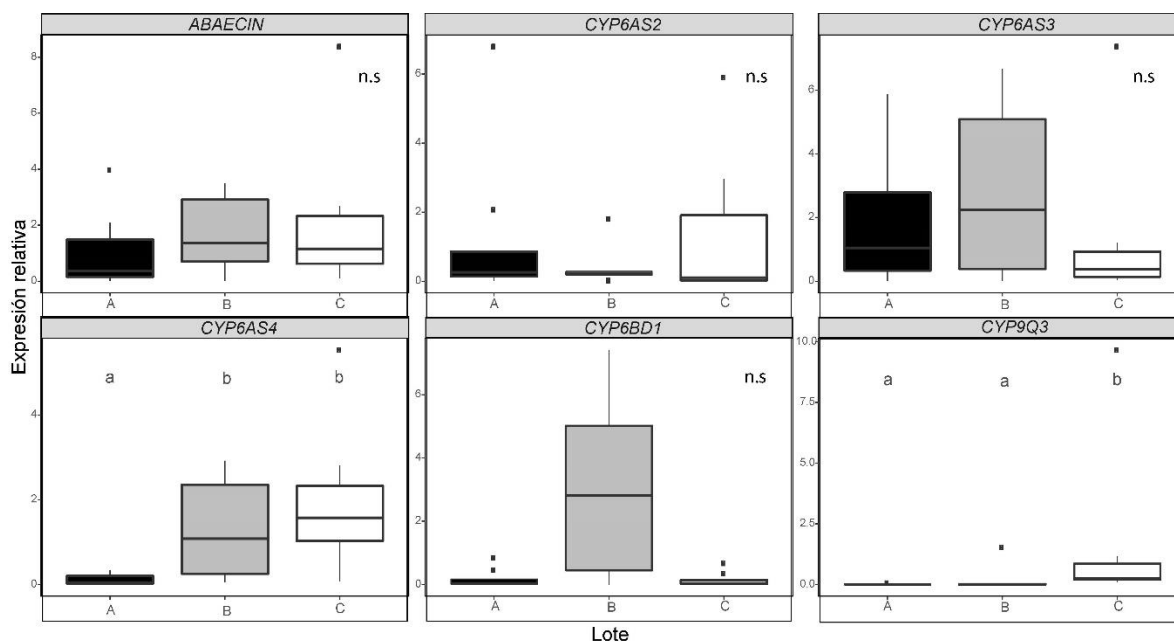 ABAECIN
CYP6AS2
CYP6AS3
8
6
4
2
0
n.s
6
4
2
0
n.s
6
4
2
0
n.s
A B C
A B C
A B C
Expresión relativa
CYP6AS4
CYP6BD1
CYP9Q3
4
2
0
a b b
6
4
2
0
n.s
10.0
7.5
5.0
2.5
0.0
a a b
A B C
A B C
A B C
Lote